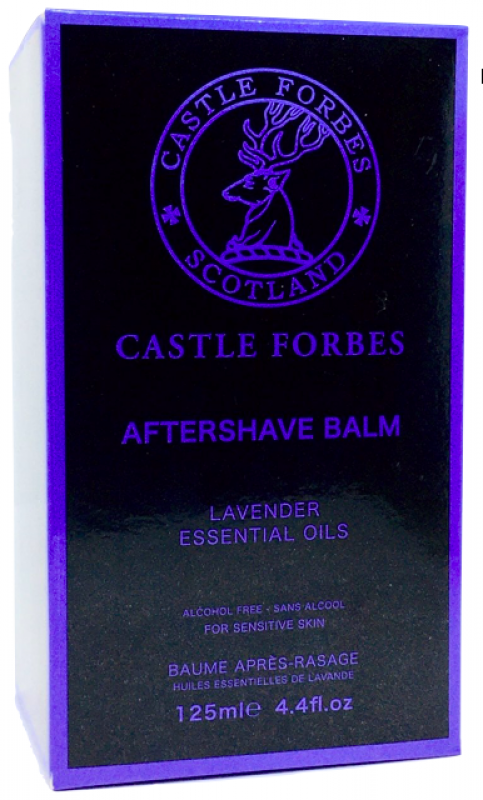 CASTLE FORBES
SCOTLAND
CASTLE FORBES
AFTERSHAVE BALM
LAVENDER
ESSENTIAL OILS
ALCOHOL FREE - SANS ALCOOL
FOR SENSITIVE SKIN
BAUME APRÈS-RASAGE
HUILES ESSENTIELLES DE LAVANDE
125ml℮ 4.4fl.oz